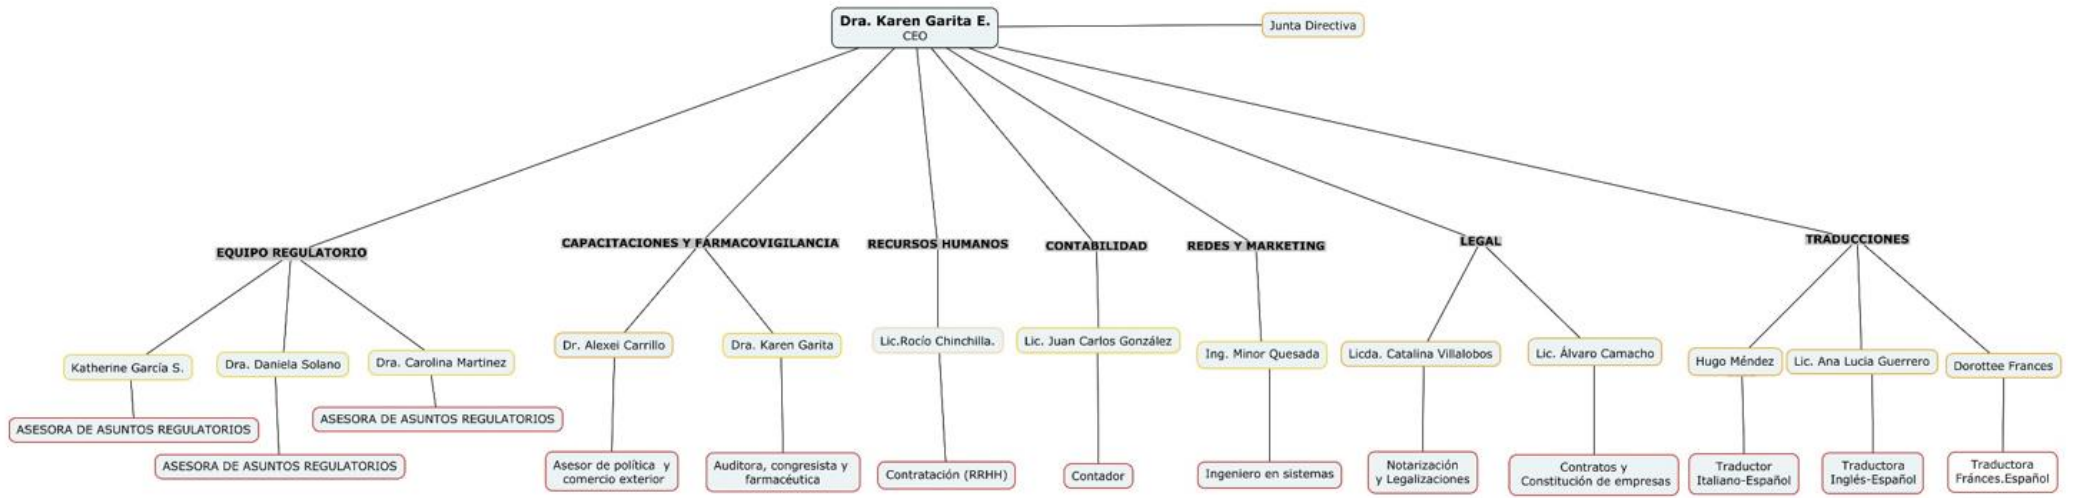 Dra. Karen Garita E.
CEO
Junta Directiva
EQUIPO REGULATORIO
CAPACITACIONES Y FARMACOVIGILANCIA
RECURSOS HUMANOS
CONTABILIDAD
REDES Y MARKETING
LEGAL
TRADUCCIONES
Katherine García S.
Dra. Daniela Solano
Dra. Carolina Martinez
Dr. Alexei Carrillo
Dra. Karen Garita
Lic.Rocío Chinchilla.
Lic. Juan Carlos González
Ing. Minor Quesada
Licda. Catalina Villalobos
Lic. Álvaro Camacho
Hugo Méndez
Lic. Ana Lucia Guerrero
Dorottee Frances
ASESORA DE ASUNTOS REGULATORIOS
ASESORA DE ASUNTOS REGULATORIOS
ASESORA DE ASUNTOS REGULATORIOS
Asesor de política y
comercio exterior
Auditora, congresista y
farmacéutica
Contratación (RRHH)
Contador
Ingeniero en sistemas
Notarización
y Legalizaciones
Contratos y
Constitución de empresas
Traductor
Italiano-Español
Traductora
Inglés-Español
Traductora
Fránces.Español